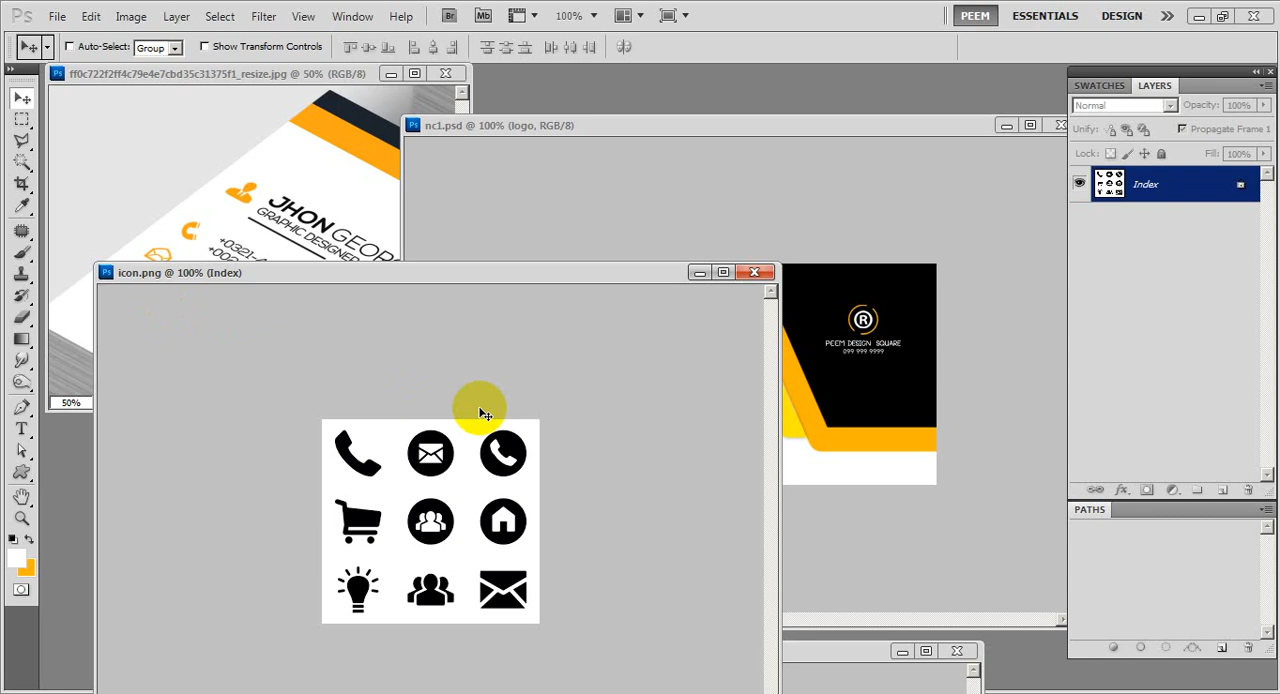 Ps File Edit Image Layer Select Filter View Window Help Br Mb 100% PEEM ESSENTIALS DESIGN
Auto-Select: Group Show Transform Controls
ff0c722f2ff4c79e4e7cbd35c31375f1_resize.jpg @ 50% (RGB/8)
JHON GEOR
GRAPHIC DESIGNER
+0321-
+00
50%
nc1.psd @ 100% (logo, RGB/8)
R
PEEM DESIGN SQUARE
099 999 9999
icon.png @ 100% (Index)
SWATCHES LAYERS
Normal Opacity: 100%
Unify: Propagate Frame 1
Lock: Fill: 100%
Index
PATHS